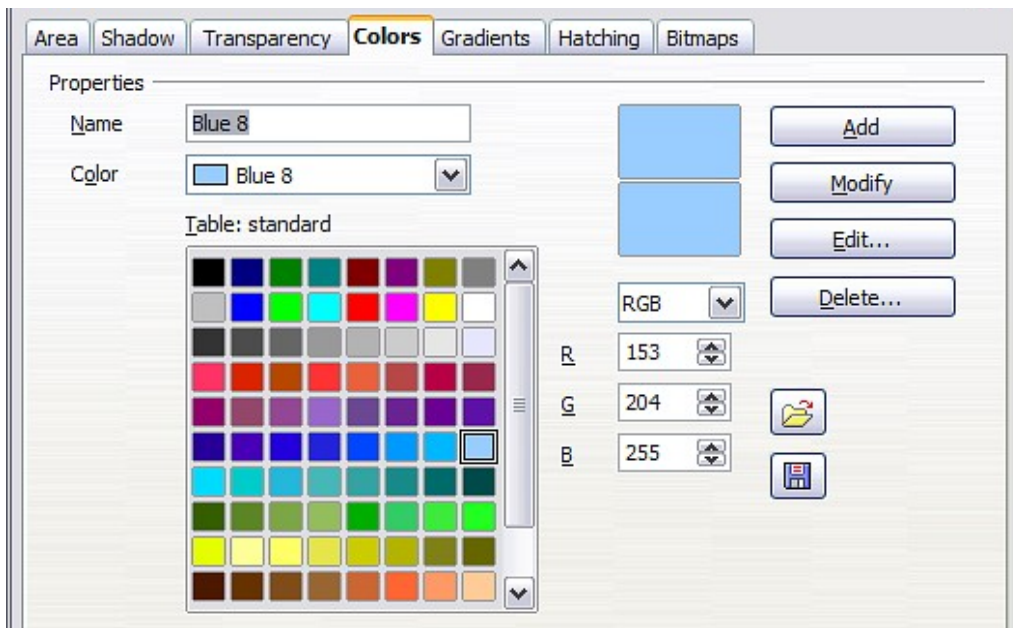 Area Shadow Transparency Colors Gradients Hatching Bitmaps
Properties
Name Blue 8 Add
Color Blue 8 Modify
Table: standard Edit...
RGB Delete...
R 153
G 204
B 255